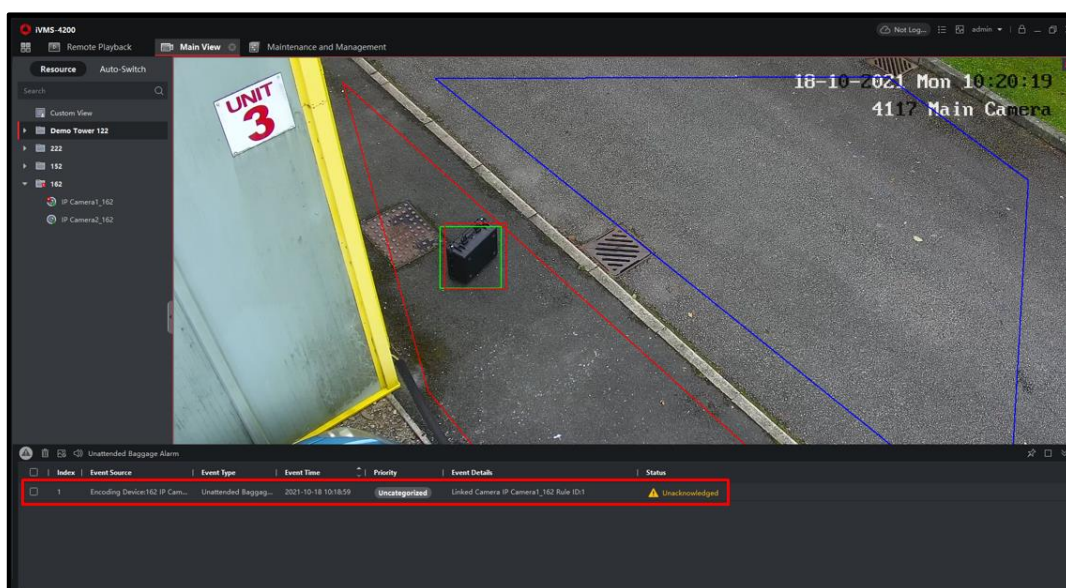 iVMS-4200
Not Log...
admin
Remote Playback
Main View
Maintenance and Management
Resource
Auto-Switch
Search
Custom View
Demo Tower 122
222
152
162
IP Camera1_162
IP Camera2_162
UNIT
3
18-10-2021 Mon 10:20:19
4117 Main Camera
Unattended Baggage Alarm
Index Event Source Event Type Event Time Priority Event Details Status
1 Encoding Device:162 IP Cam... Unattended Baggag... 2021-10-18 10:18:59 Uncategorized Linked Camera IP Camera1_162 Rule ID:1 Unacknowledged